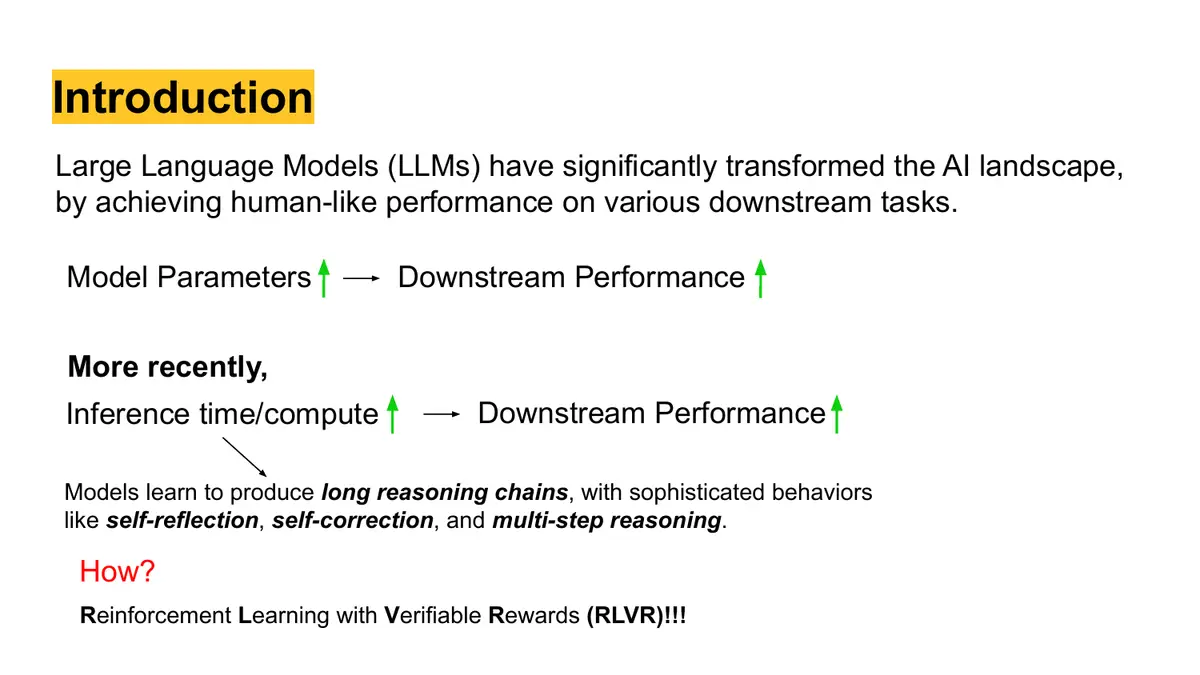 Introduction
Large Language Models (LLMs) have significantly transformed the AI landscape,
by achieving human-like performance on various downstream tasks.
Model Parameters → Downstream Performance
More recently,
Inference time/compute → Downstream Performance
Models learn to produce long reasoning chains, with sophisticated behaviors
like self-reflection, self-correction, and multi-step reasoning.
How?
Reinforcement Learning with Verifiable Rewards (RLVR)!!!